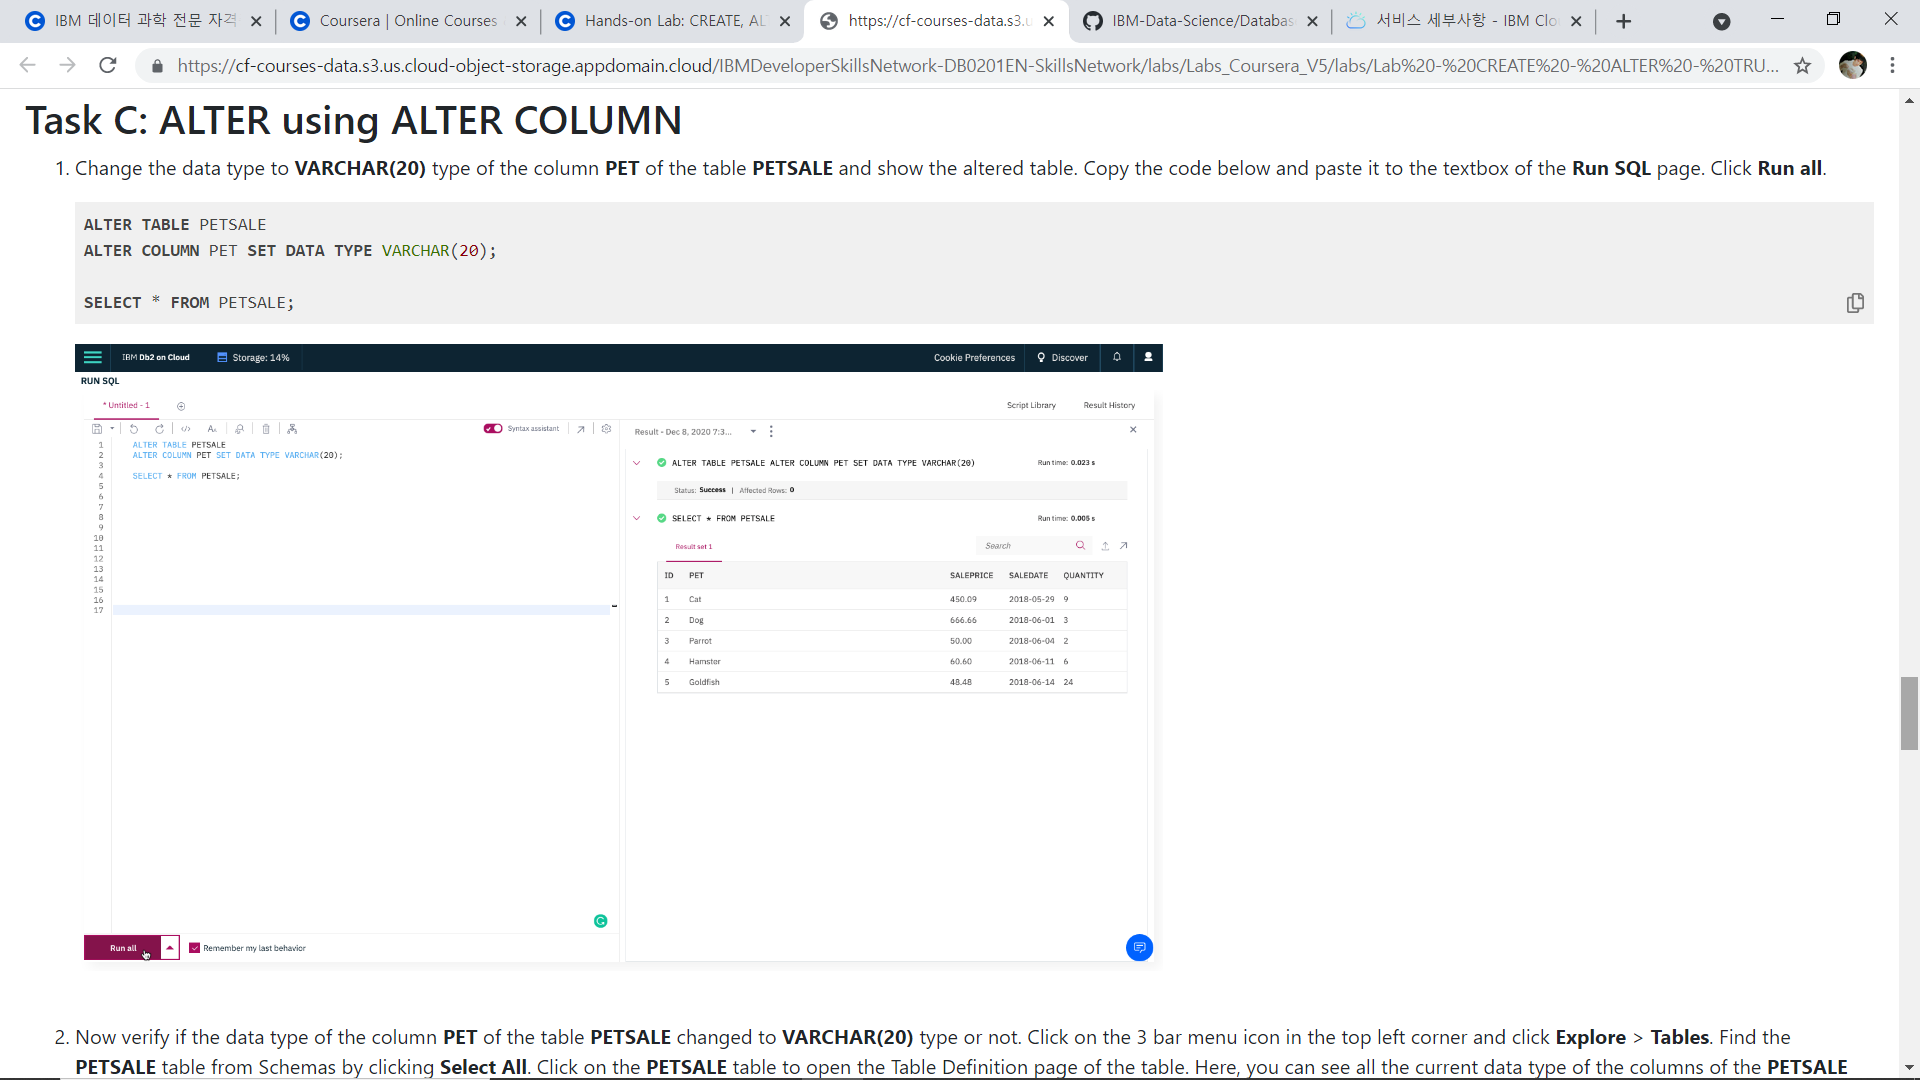 IBM 데이터 과학 전문 자격
Coursera | Online Courses
Hands-on Lab: CREATE, AL
https://cf-courses-data.s3.u
IBM-Data-Science/Databas
서비스 세부사항 - IBM Clo
https://cf-courses-data.s3.us.cloud-object-storage.appdomain.cloud/IBMDeveloperSkillsNetwork-DB0201EN-SkillsNetwork/labs/Labs_Coursera_V5/labs/Lab%20-%20CREATE%20-%20ALTER%20-%20TRU...
Task C: ALTER using ALTER COLUMN
1. Change the data type to VARCHAR(20) type of the column PET of the table PETSALE and show the altered table. Copy the code below and paste it to the textbox of the Run SQL page. Click Run all.
ALTER TABLE PETSALE
ALTER COLUMN PET SET DATA TYPE VARCHAR(20);
SELECT * FROM PETSALE;
IBM Db2 on Cloud Storage: 14% Cookie Preferences Discover
RUN SQL
* Untitled - 1 Script Library Result History
Syntax assistant Result - Dec 8, 2020 7:3...
1 ALTER TABLE PETSALE
2 ALTER COLUMN PET SET DATA TYPE VARCHAR(20);
3
4 SELECT * FROM PETSALE;
5
6
7
8
9
10
11
12
13
14
15
16
17
ALTER TABLE PETSALE ALTER COLUMN PET SET DATA TYPE VARCHAR(20) Run time: 0.023 s
Status: Success | Affected Rows: 0
SELECT * FROM PETSALE Run time: 0.005 s
Result set 1 Search
ID PET SALEPRICE SALEDATE QUANTITY
1 Cat 450.09 2018-05-29 9
2 Dog 666.66 2018-06-01 3
3 Parrot 50.00 2018-06-04 2
4 Hamster 60.60 2018-06-11 6
5 Goldfish 48.48 2018-06-14 24
Run all Remember my last behavior
2. Now verify if the data type of the column PET of the table PETSALE changed to VARCHAR(20) type or not. Click on the 3 bar menu icon in the top left corner and click Explore > Tables. Find the
PETSALE table from Schemas by clicking Select All. Click on the PETSALE table to open the Table Definition page of the table. Here, you can see all the current data type of the columns of the PETSALE